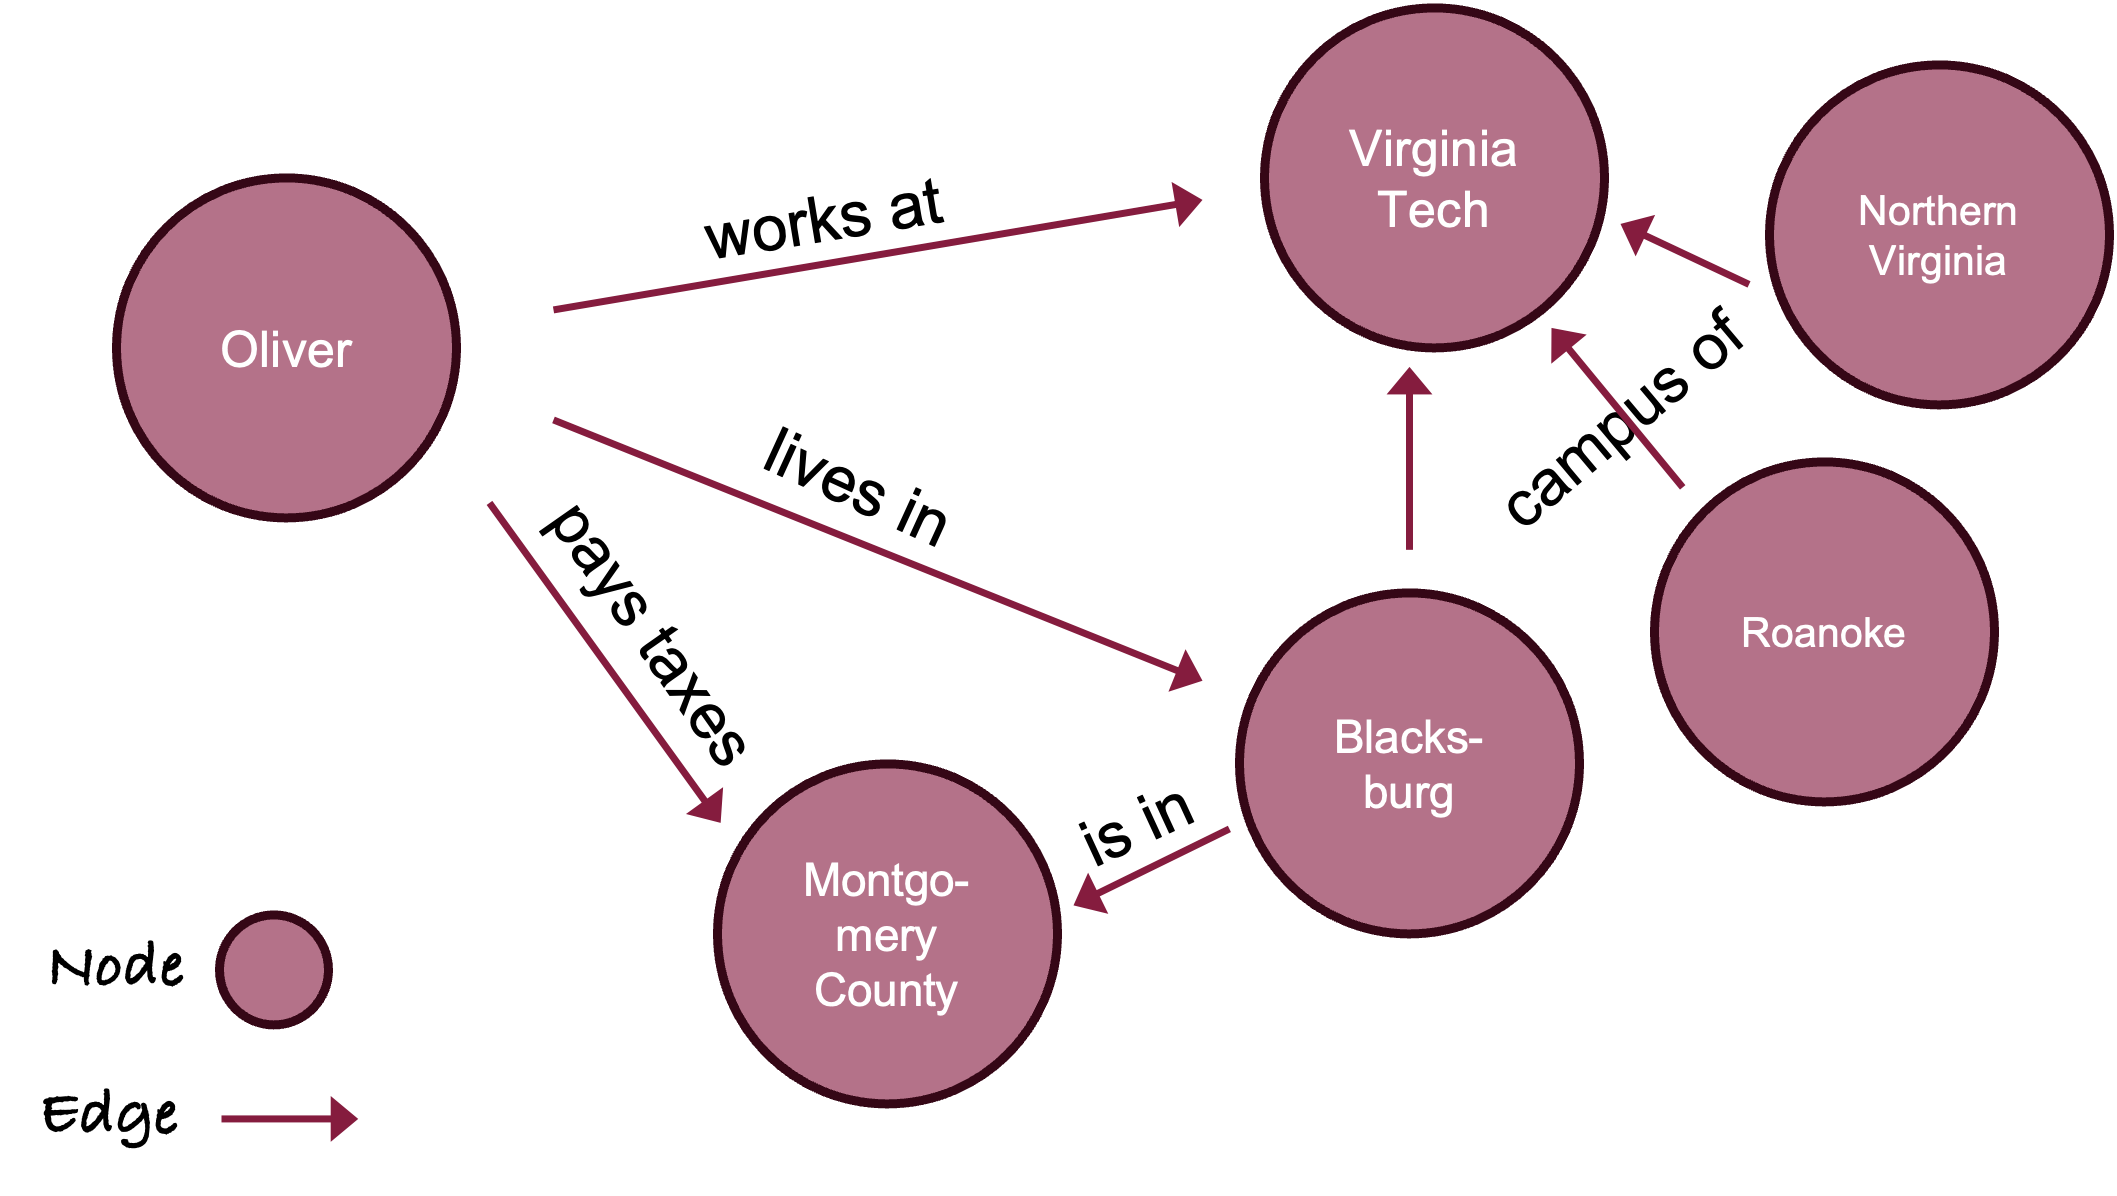 Virginia
Tech
Northern
Virginia
works at
Oliver
campus of
lives in
pays taxes
Roanoke
Blacks-
burg
is in
Montgo-
mery
County
Node
Edge